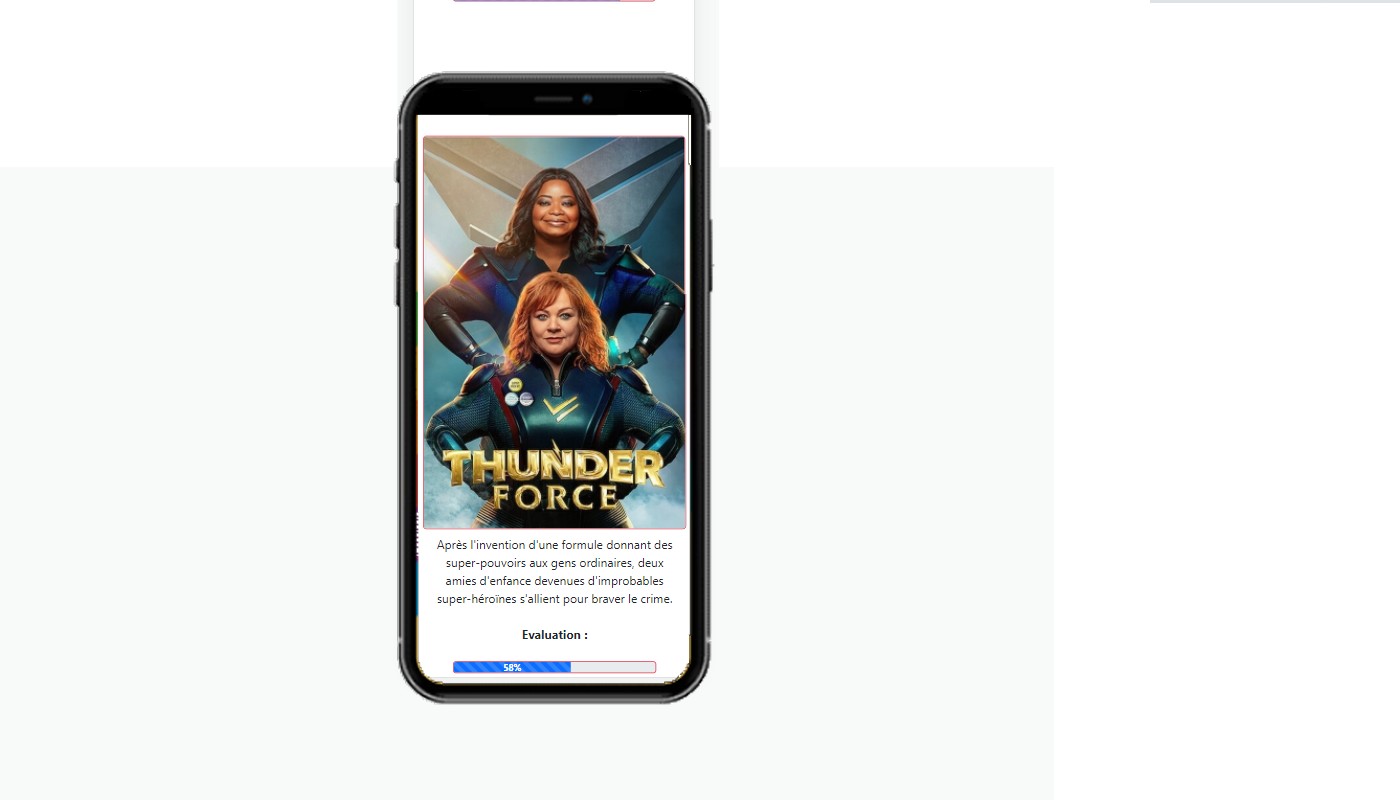 THUNDER
FORCE
Après l'invention d'une formule donnant des
super-pouvoirs aux gens ordinaires, deux
amies d'enfance devenues d'improbables
super-héroïnes s'allient pour braver le crime.
Evaluation :
58%